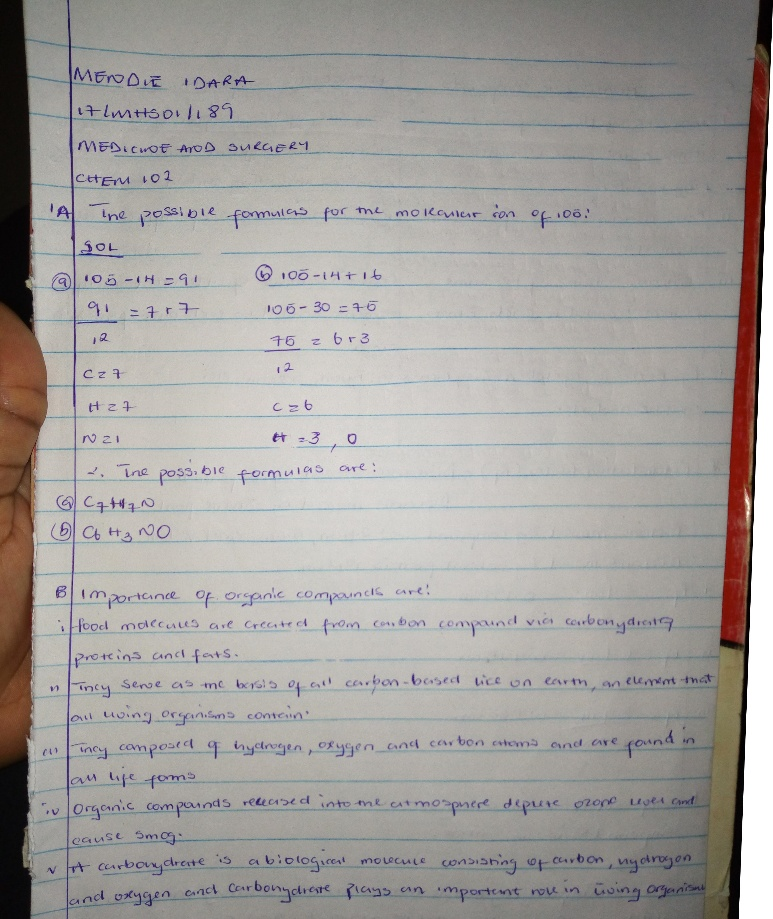 MENDIE IDARA
17/MHS01/189
MEDICINE AND SURGERY
CHEM 102
1A The possible formulas for the molecular ion of 105:
SOL
(a) 105-14=91 (b) 105-14+16
91 = 7 r 7 105-30=75
12 75 = 6 r 3
C=7 12
H=7 C=6
N=1 H=3, O
∴ The possible formulas are:
(a) C7H7N
(b) C6H3NO
B Importance of organic compounds are:
i food molecules are created from carbon compound via carbohydrate
proteins and fats.
ii They serve as the basis of all carbon-based lice on earth, an element that
all living organisms contain.
iii They composed of hydrogen, oxygen and carbon atoms and are found in
all life forms
iv Organic compounds released into the atmosphere deplete ozone level and
cause smog.
v A carbohydrate is a biological molecule consisting of carbon, hydrogen
and oxygen and carbohydrate plays an important role in living organisms